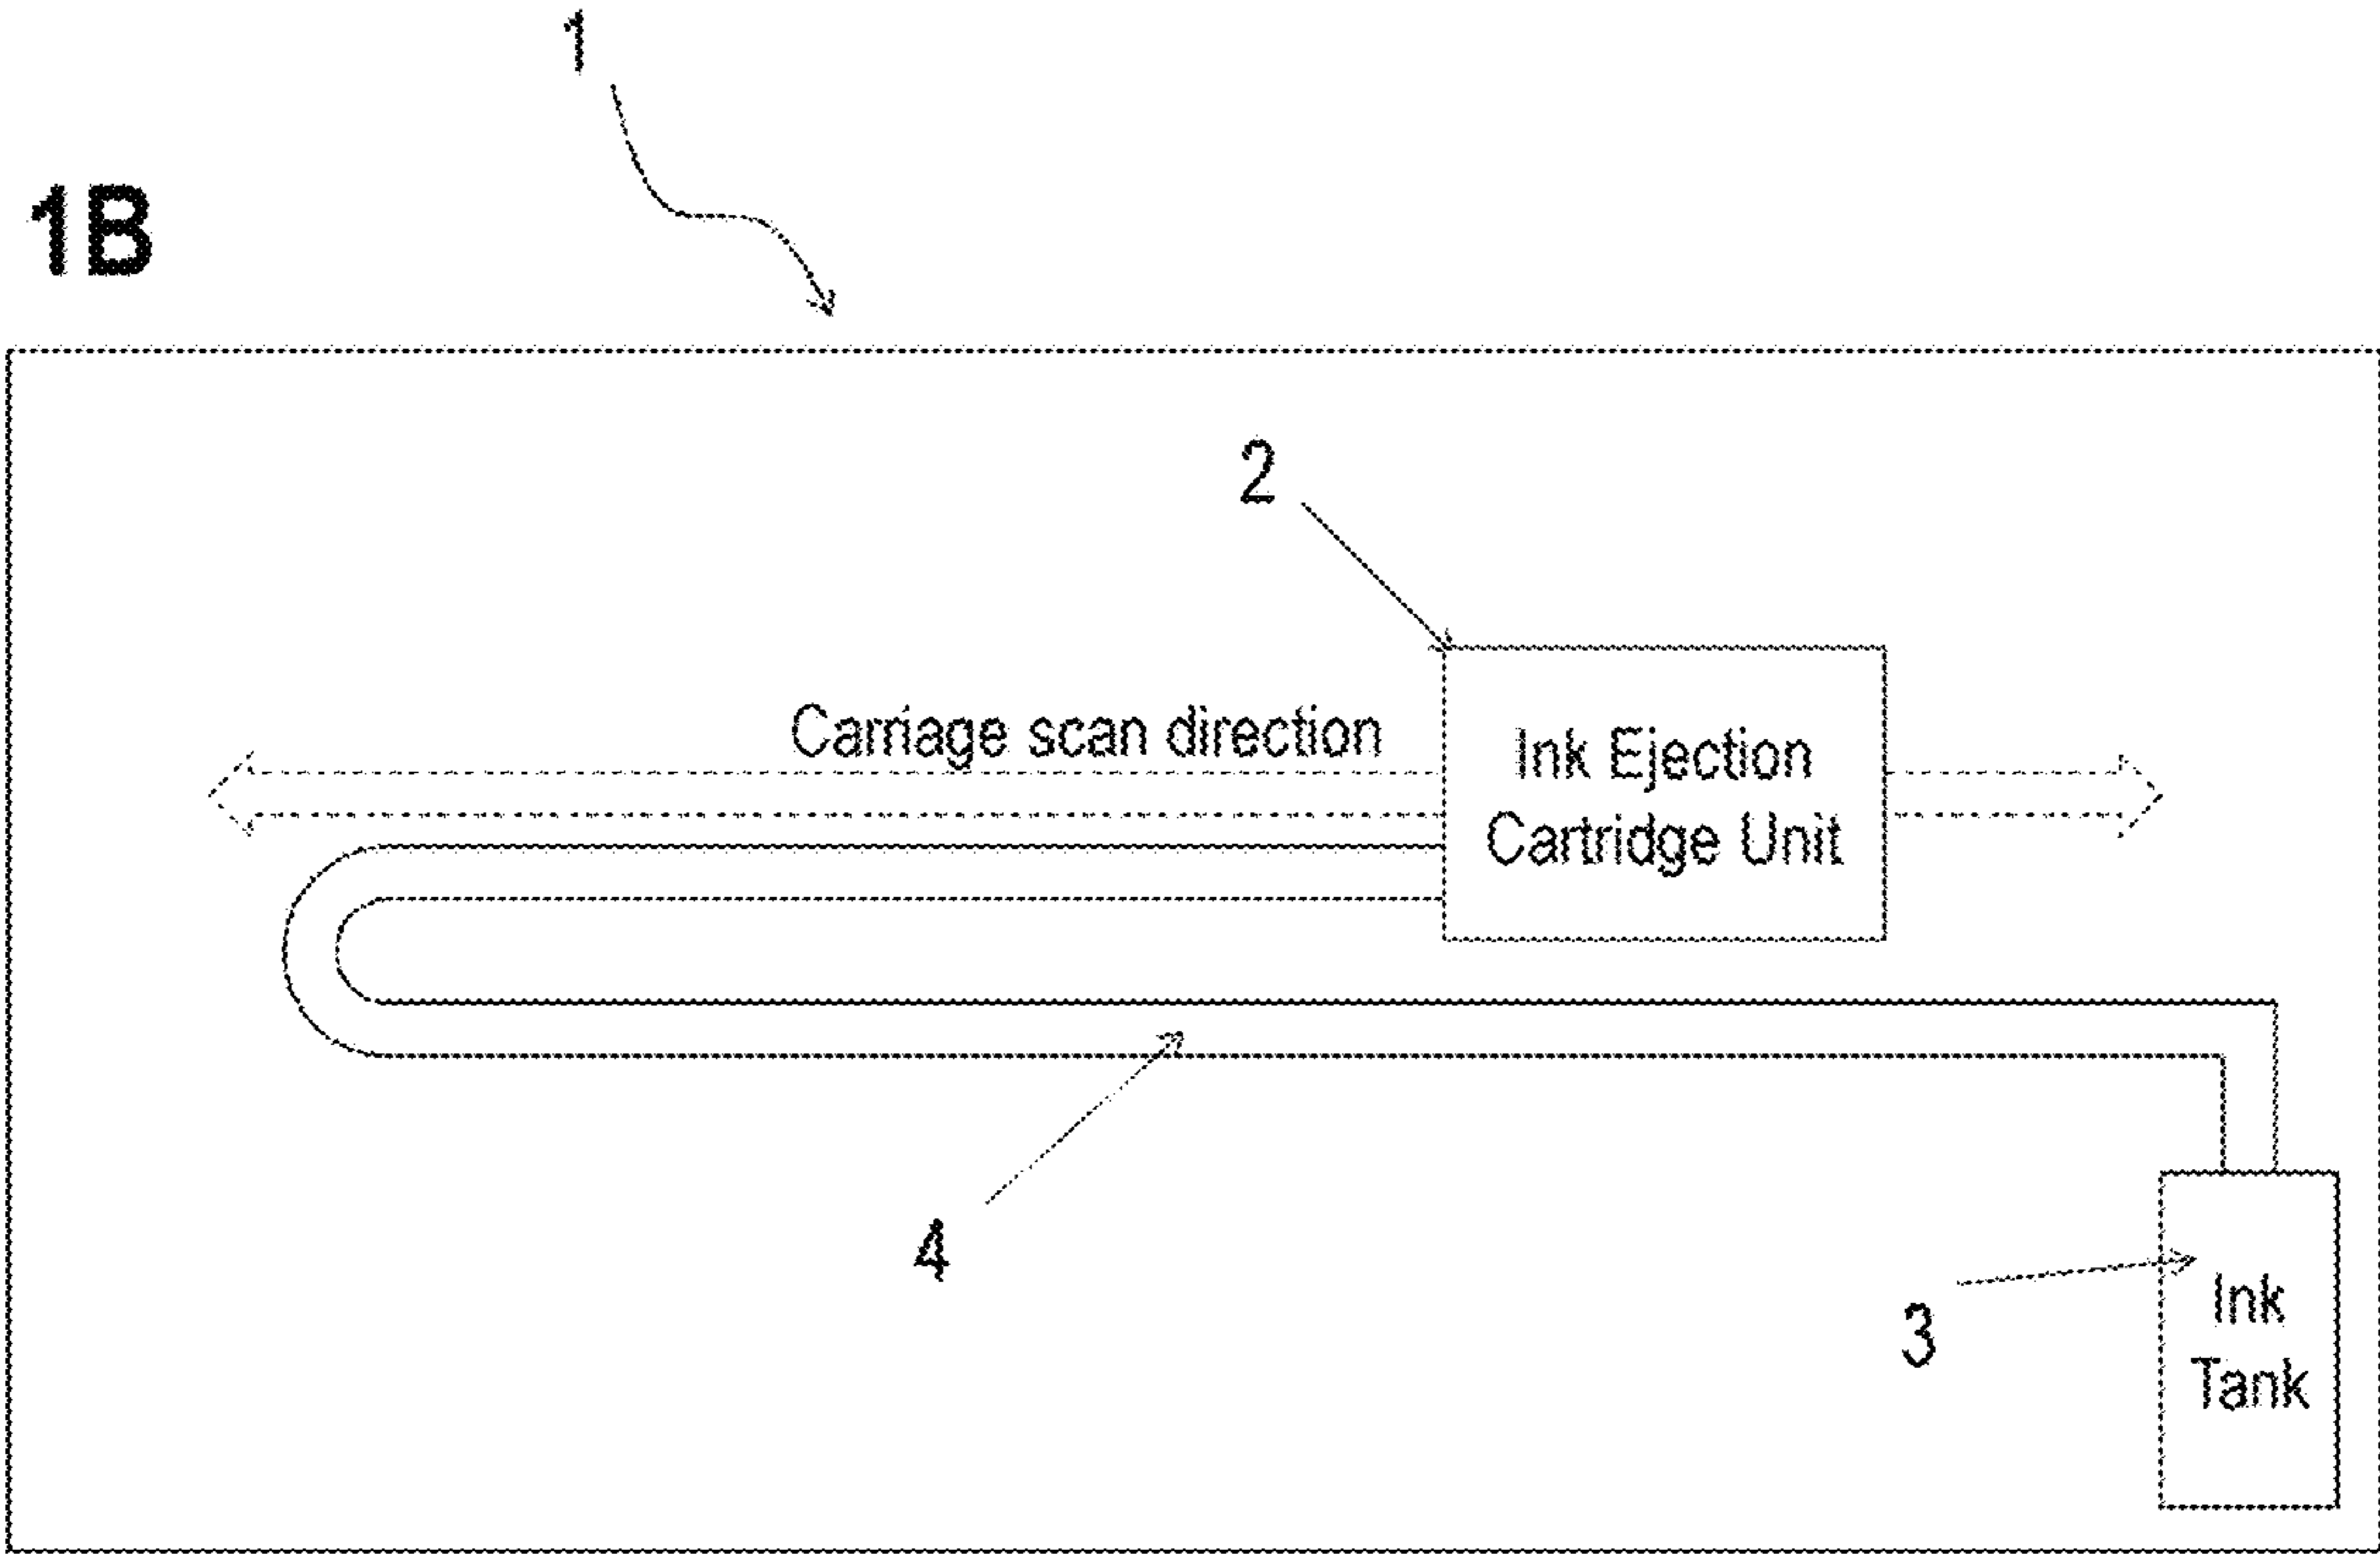 1
1B
2
Carriage scan direction
Ink Ejection
Cartridge Unit
4
3
Ink
Tank